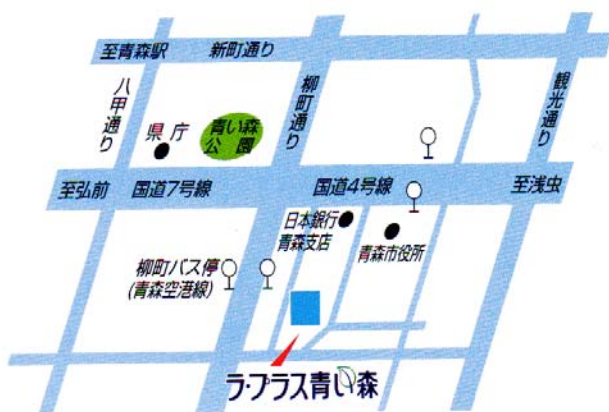 至青森駅
新町通り
八甲通り
柳町通り
観光通り
県庁
青い森
公園
至弘前
国道7号線
国道4号線
至浅虫
日本銀行
青森支店
青森市役所
柳町バス停
(青森空港線)
ラ・プラス青い森